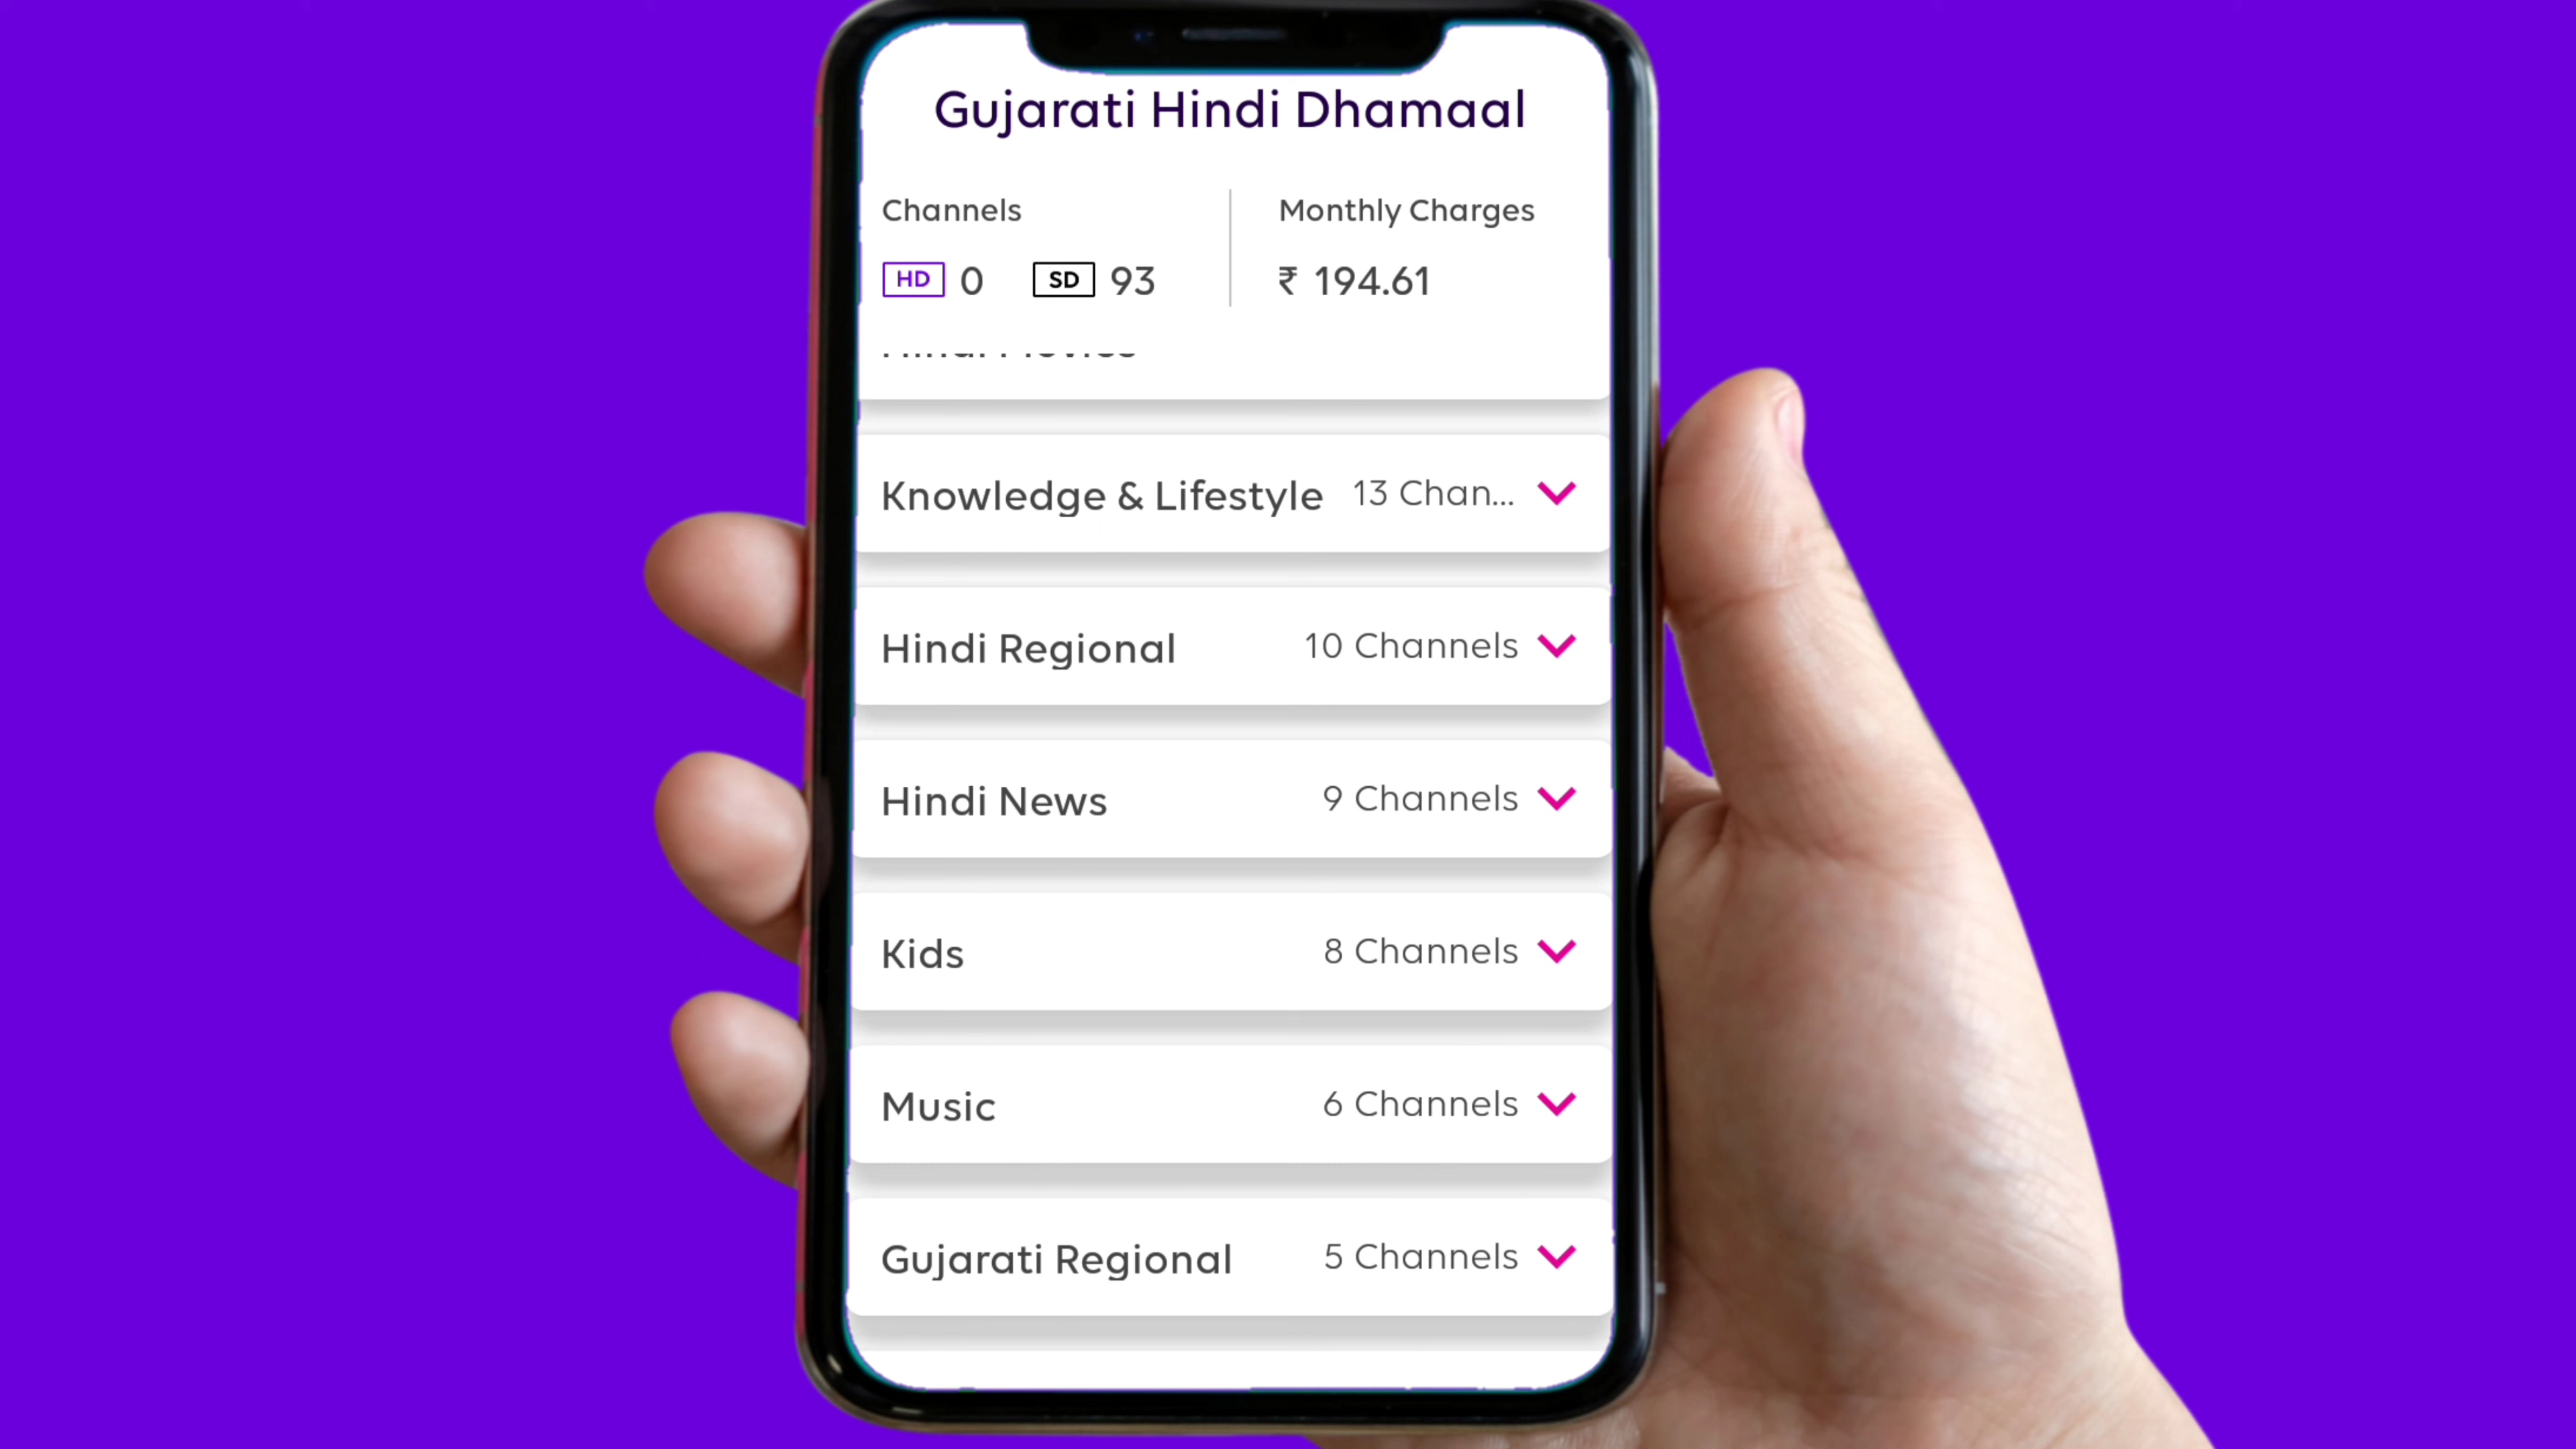 Gujarati Hindi Dhamaal
Channels
Monthly Charges
HD 0 SD 93
₹ 194.61
Knowledge & Lifestyle 13 Chan...
Hindi Regional 10 Channels
Hindi News 9 Channels
Kids 8 Channels
Music 6 Channels
Gujarati Regional 5 Channels